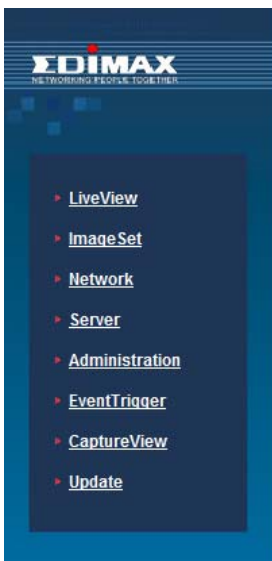 EDIMAX
NETWORKING PEOPLE TOGETHER
LiveView
ImageSet
Network
Server
Administration
EventTrigger
CaptureView
Update